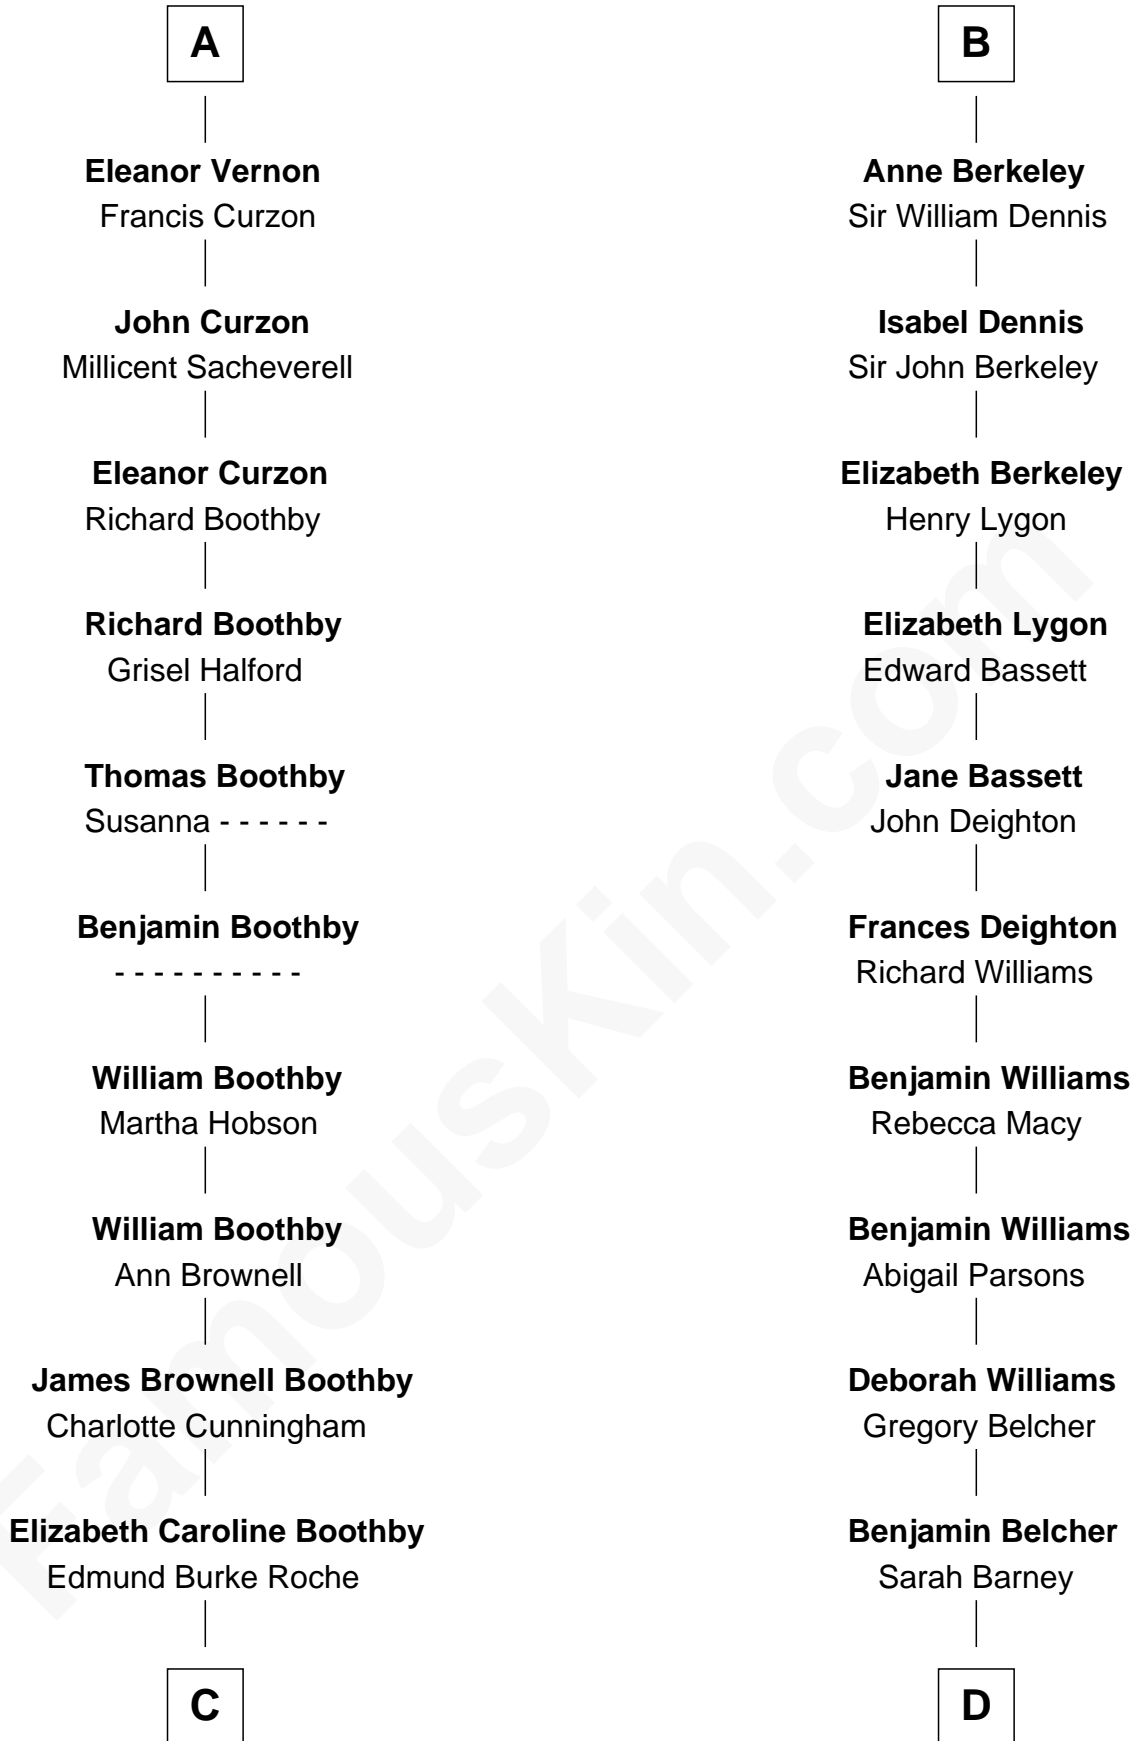 A
Eleanor Vernon
Francis Curzon
John Curzon
Millicent Sacheverell
Eleanor Curzon
Richard Boothby
Richard Boothby
Grisel Halford
Thomas Boothby
Susanna - - - - - -
Benjamin Boothby
- - - - - - - - - -
William Boothby
Martha Hobson
William Boothby
Ann Brownell
James Brownell Boothby
Charlotte Cunningham
Elizabeth Caroline Boothby
Edmund Burke Roche
C
B
Anne Berkeley
Sir William Dennis
Isabel Dennis
Sir John Berkeley
Elizabeth Berkeley
Henry Lygon
Elizabeth Lygon
Edward Bassett
Jane Bassett
John Deighton
Frances Deighton
Richard Williams
Benjamin Williams
Rebecca Macy
Benjamin Williams
Abigail Parsons
Deborah Williams
Gregory Belcher
Benjamin Belcher
Sarah Barney
D
FamousKin.com